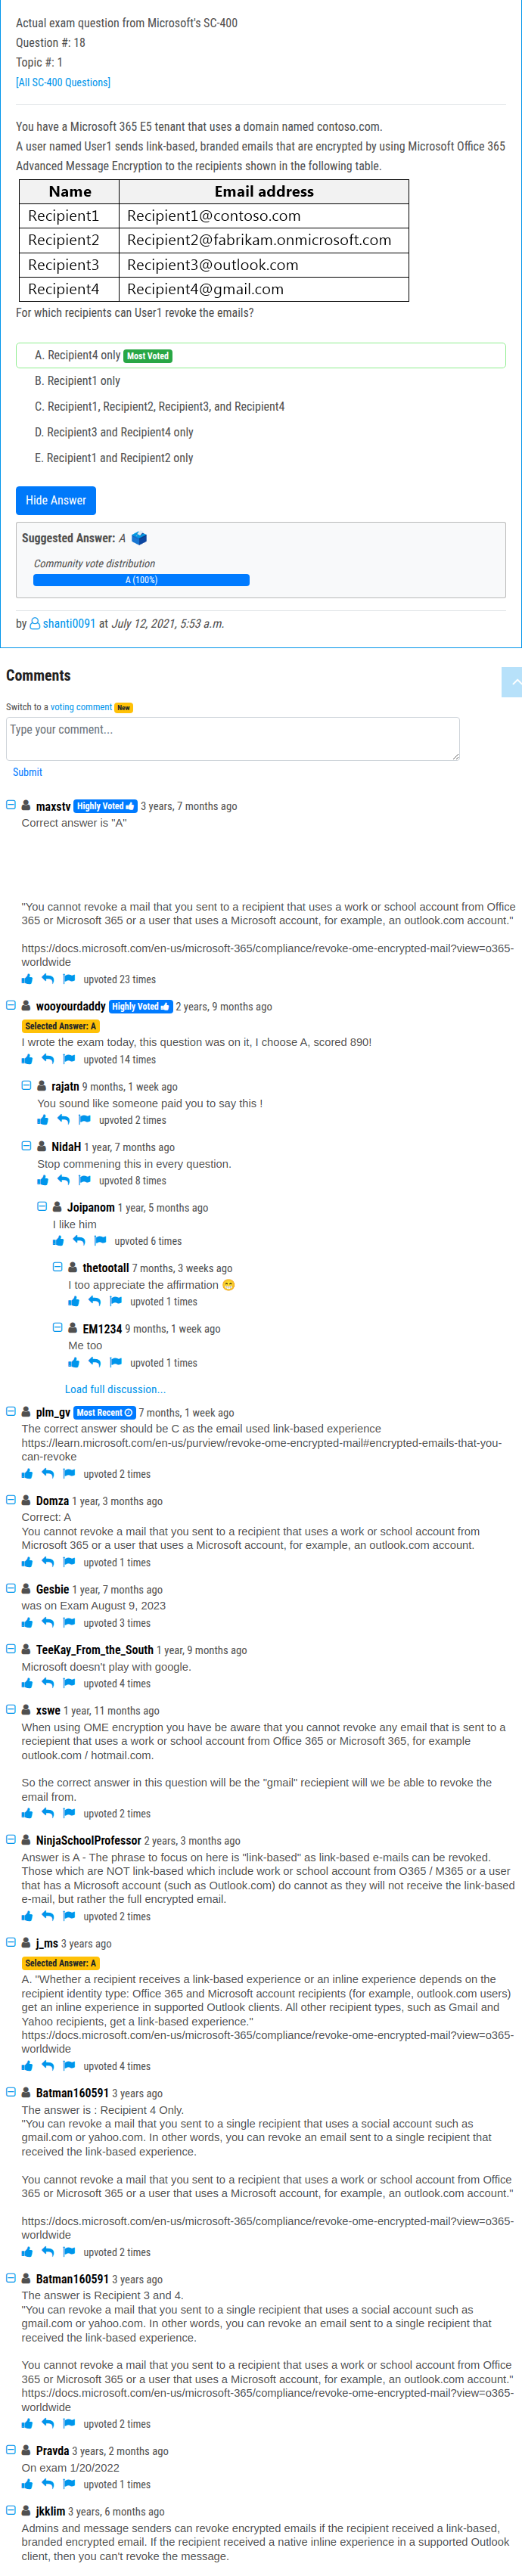 Actual exam question from Microsoft's SC-400
Question #: 18
Topic #: 1
[All SC-400 Questions]
You have a Microsoft 365 E5 tenant that uses a domain named contoso.com.
A user named User1 sends link-based, branded emails that are encrypted by using Microsoft Office 365
Advanced Message Encryption to the recipients shown in the following table.
Name Email address
Recipient1 Recipient1@contoso.com
Recipient2 Recipient2@fabrikam.onmicrosoft.com
Recipient3 Recipient3@outlook.com
Recipient4 Recipient4@gmail.com
For which recipients can User1 revoke the emails?
A. Recipient4 only Most Voted
B. Recipient1 only
C. Recipient1, Recipient2, Recipient3, and Recipient4
D. Recipient3 and Recipient4 only
E. Recipient1 and Recipient2 only
Hide Answer
Suggested Answer: A
Community vote distribution
A (100%)
by shanti0091 at July 12, 2021, 5:53 a.m.
Comments
Switch to a voting comment New
Type your comment...
Submit
maxstv Highly Voted 3 years, 7 months ago
Correct answer is "A"
"You cannot revoke a mail that you sent to a recipient that uses a work or school account from Office
365 or Microsoft 365 or a user that uses a Microsoft account, for example, an outlook.com account."
https://docs.microsoft.com/en-us/microsoft-365/compliance/revoke-ome-encrypted-mail?view=o365-
worldwide
upvoted 23 times
wooyourdaddy Highly Voted 2 years, 9 months ago
Selected Answer: A
I wrote the exam today, this question was on it, I choose A, scored 890!
upvoted 14 times
rajatn 9 months, 1 week ago
You sound like someone paid you to say this !
upvoted 2 times
NidaH 1 year, 7 months ago
Stop commening this in every question.
upvoted 8 times
Joipanom 1 year, 5 months ago
I like him
upvoted 6 times
thetootall 7 months, 3 weeks ago
I too appreciate the affirmation 😁
upvoted 1 times
EM1234 9 months, 1 week ago
Me too
upvoted 1 times
Load full discussion...
plm_gv Most Recent 7 months, 1 week ago
The correct answer should be C as the email used link-based experience
https://learn.microsoft.com/en-us/purview/revoke-ome-encrypted-mail#encrypted-emails-that-you-
can-revoke
upvoted 2 times
Domza 1 year, 3 months ago
Correct: A
You cannot revoke a mail that you sent to a recipient that uses a work or school account from
Microsoft 365 or a user that uses a Microsoft account, for example, an outlook.com account.
upvoted 1 times
Gesbie 1 year, 7 months ago
was on Exam August 9, 2023
upvoted 3 times
TeeKay_From_the_South 1 year, 9 months ago
Microsoft doesn't play with google.
upvoted 4 times
xswe 1 year, 11 months ago
When using OME encryption you have be aware that you cannot revoke any email that is sent to a
reciepient that uses a work or school account from Office 365 or Microsoft 365, for example
outlook.com / hotmail.com.
So the correct answer in this question will be the "gmail" reciepient will we be able to revoke the
email from.
upvoted 2 times
NinjaSchoolProfessor 2 years, 3 months ago
Answer is A - The phrase to focus on here is "link-based" as link-based e-mails can be revoked.
Those which are NOT link-based which include work or school account from O365 / M365 or a user
that has a Microsoft account (such as Outlook.com) do cannot as they will not receive the link-based
e-mail, but rather the full encrypted email.
upvoted 2 times
j_ms 3 years ago
Selected Answer: A
A. "Whether a recipient receives a link-based experience or an inline experience depends on the
recipient identity type: Office 365 and Microsoft account recipients (for example, outlook.com users)
get an inline experience in supported Outlook clients. All other recipient types, such as Gmail and
Yahoo recipients, get a link-based experience."
https://docs.microsoft.com/en-us/microsoft-365/compliance/revoke-ome-encrypted-mail?view=o365-
worldwide
upvoted 4 times
Batman160591 3 years ago
The answer is : Recipient 4 Only.
"You can revoke a mail that you sent to a single recipient that uses a social account such as
gmail.com or yahoo.com. In other words, you can revoke an email sent to a single recipient that
received the link-based experience.
You cannot revoke a mail that you sent to a recipient that uses a work or school account from Office
365 or Microsoft 365 or a user that uses a Microsoft account, for example, an outlook.com account."
https://docs.microsoft.com/en-us/microsoft-365/compliance/revoke-ome-encrypted-mail?view=o365-
worldwide
upvoted 2 times
Batman160591 3 years ago
The answer is Recipient 3 and 4.
"You can revoke a mail that you sent to a single recipient that uses a social account such as
gmail.com or yahoo.com. In other words, you can revoke an email sent to a single recipient that
received the link-based experience.
You cannot revoke a mail that you sent to a recipient that uses a work or school account from Office
365 or Microsoft 365 or a user that uses a Microsoft account, for example, an outlook.com account."
https://docs.microsoft.com/en-us/microsoft-365/compliance/revoke-ome-encrypted-mail?view=o365-
worldwide
upvoted 2 times
Pravda 3 years, 2 months ago
On exam 1/20/2022
upvoted 1 times
jkklim 3 years, 6 months ago
Admins and message senders can revoke encrypted emails if the recipient received a link-based,
branded encrypted email. If the recipient received a native inline experience in a supported Outlook
client, then you can't revoke the message.